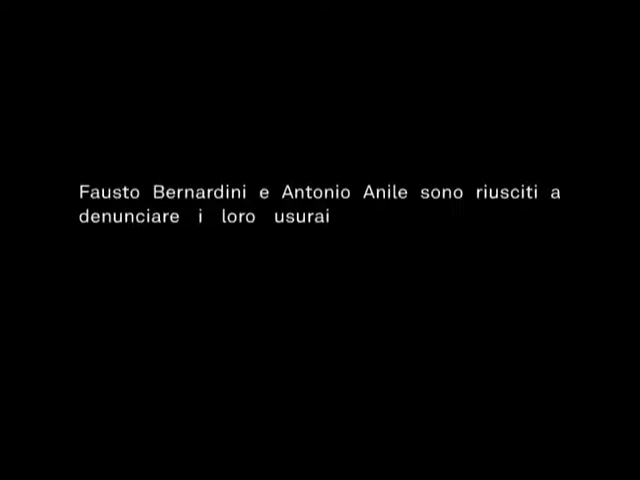 Fausto Bernardini e Antonio Anile sono riusciti a
denunciare i loro usurai